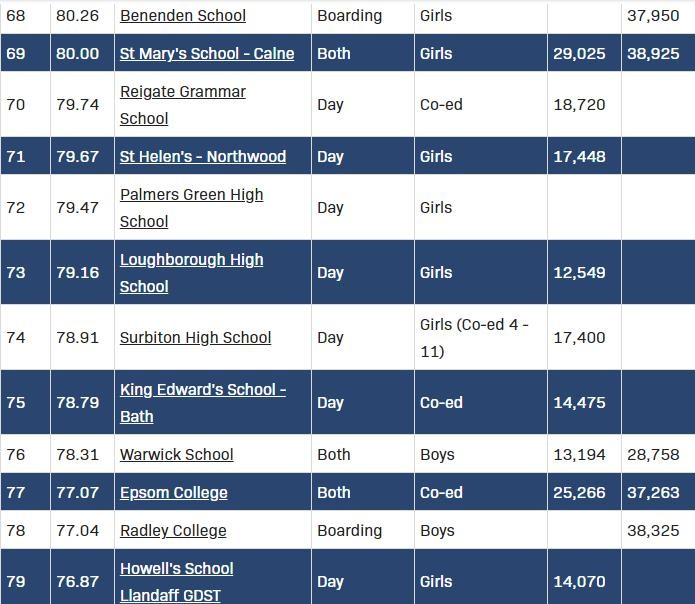 68 80.26 Benenden School Boarding Girls 37,950
69 80.00 St Mary's School - Calne Both Girls 29,025 38,925
70 79.74 Reigate Grammar School Day Co-ed 18,720
71 79.67 St Helen's - Northwood Day Girls 17,448
72 79.47 Palmers Green High School Day Girls
73 79.16 Loughborough High School Day Girls 12,549
74 78.91 Surbiton High School Day Girls (Co-ed 4 - 11) 17,400
75 78.79 King Edward's School - Bath Day Co-ed 14,475
76 78.31 Warwick School Both Boys 13,194 28,758
77 77.07 Epsom College Both Co-ed 25,266 37,263
78 77.04 Radley College Boarding Boys 38,325
79 76.87 Howell's School Llandaff GDST Day Girls 14,070